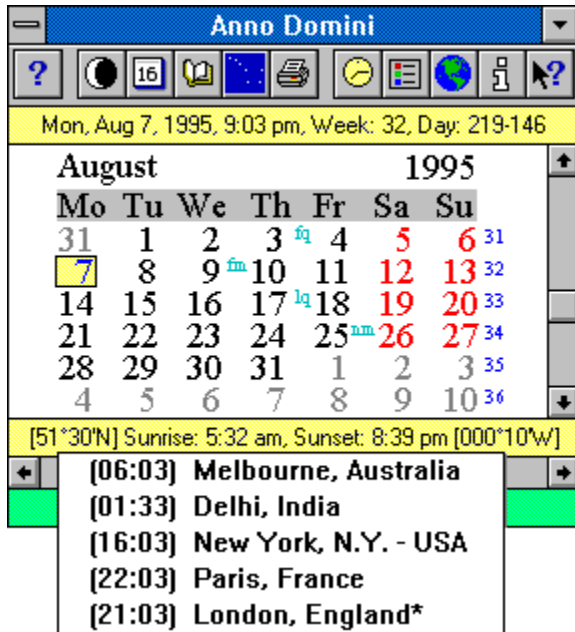 Anno Domini
? 16 i ?
Mon, Aug 7, 1995, 9:03 pm, Week: 32, Day: 219-146
August 1995
Mo Tu We Th Fr Sa Su
31 1 2 3 fq 4 5 6 31
7 8 9 fm 10 11 12 13 32
14 15 16 17 lq 18 19 20 33
21 22 23 24 25 nm 26 27 34
28 29 30 31 1 2 3 35
4 5 6 7 8 9 10 36
[51°30'N] Sunrise: 5:32 am, Sunset: 8:39 pm [000°10'W]
(06:03) Melbourne, Australia
(01:33) Delhi, India
(16:03) New York, N.Y. - USA
(22:03) Paris, France
(21:03) London, England*